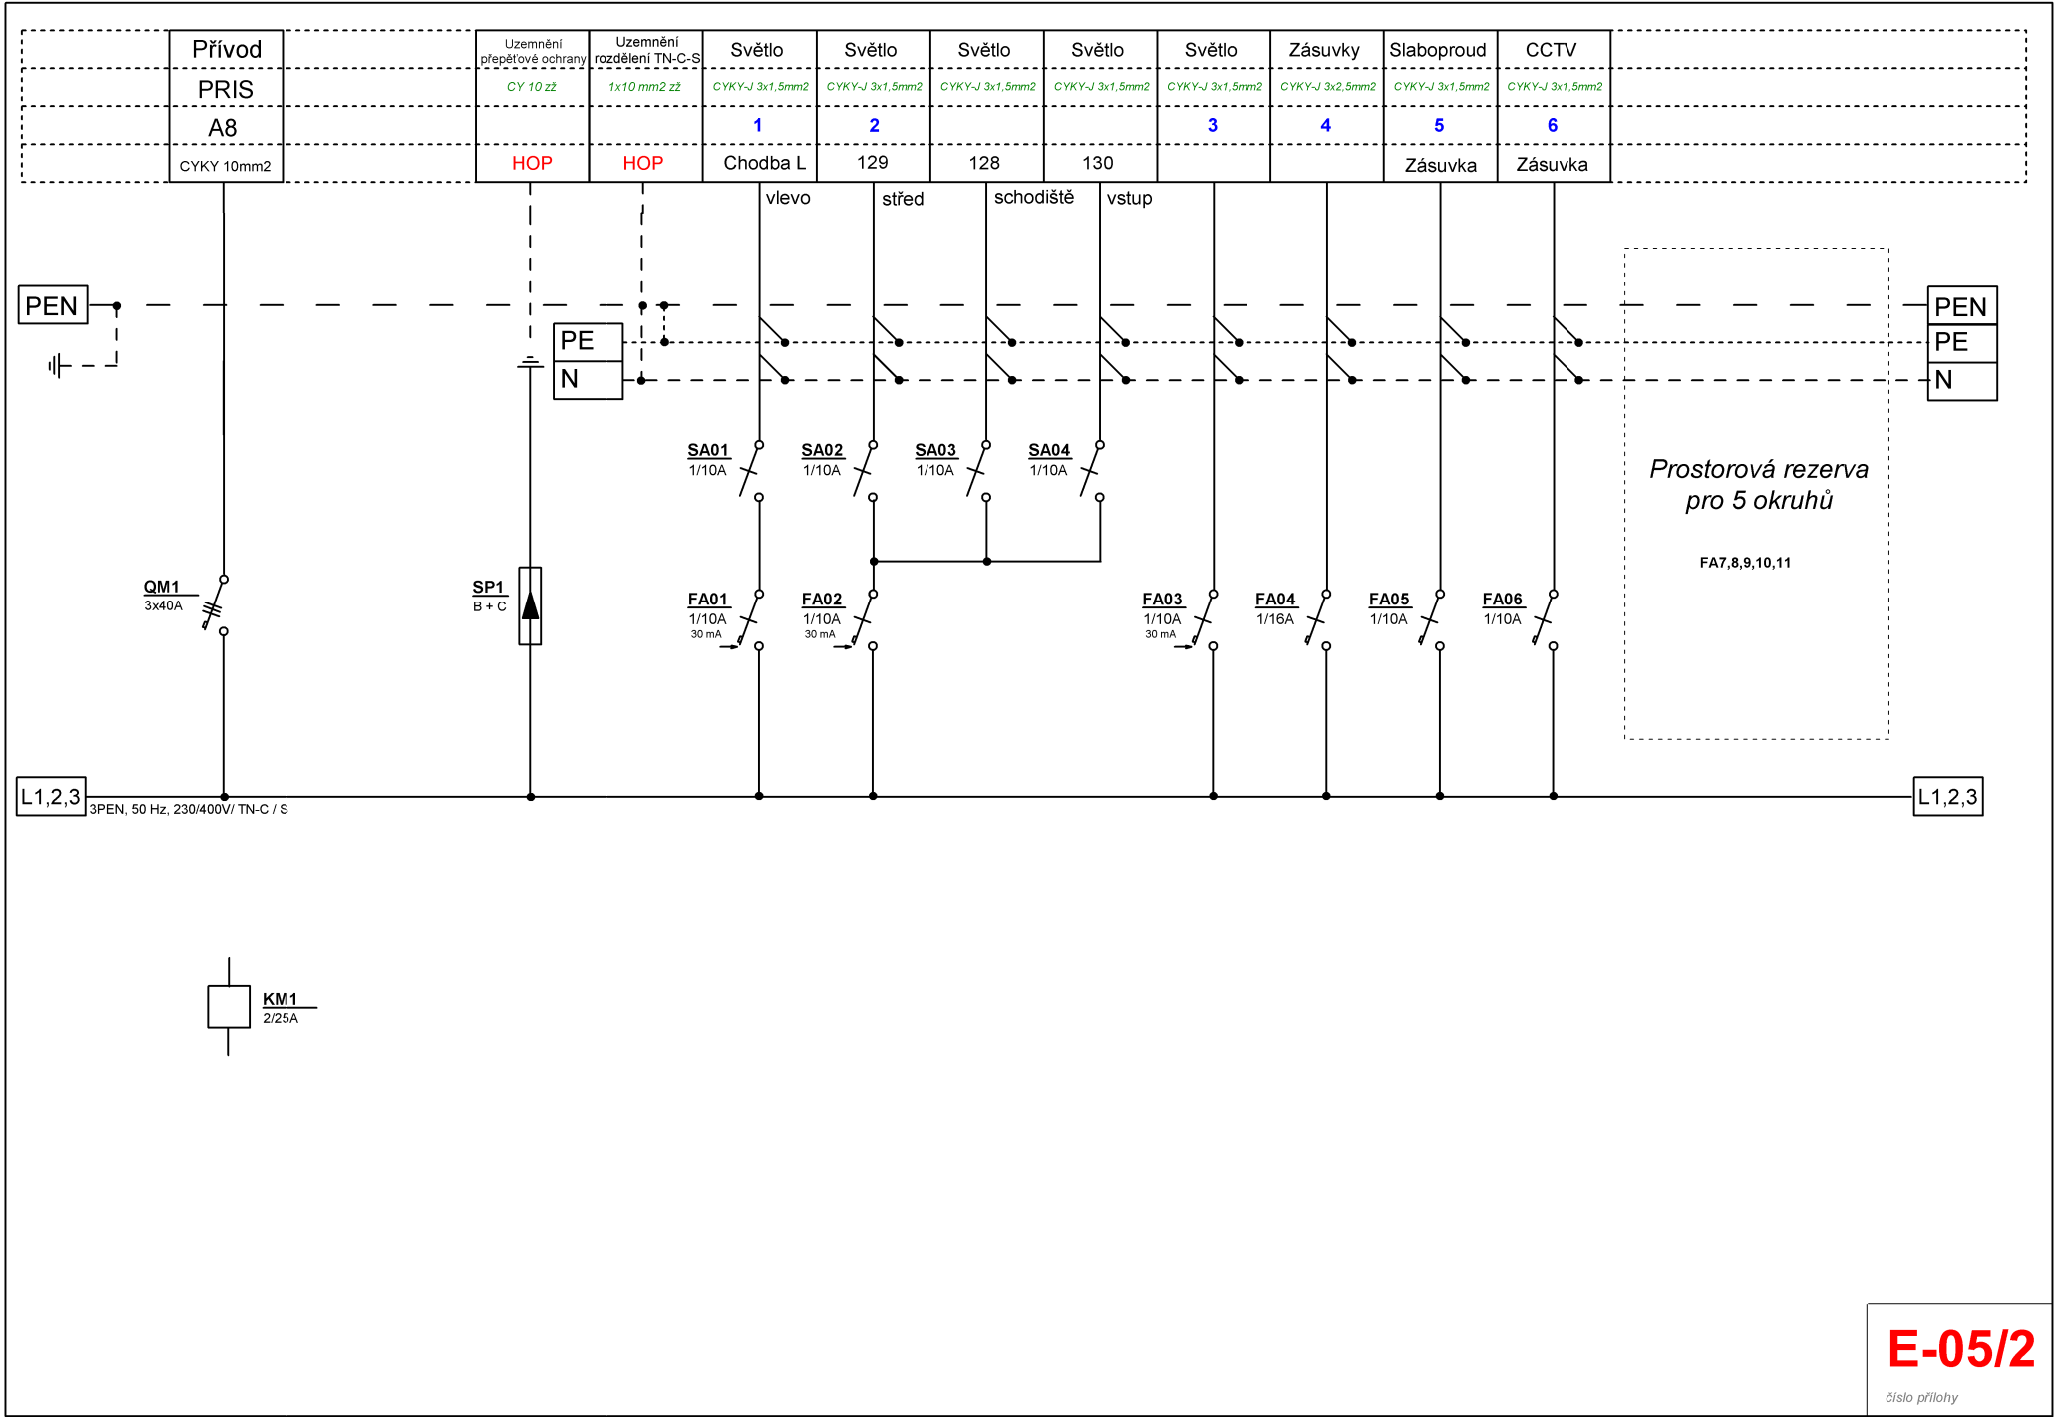 Přívod
PRIS
A8
CYKY 10mm2
Uzemnění
přepěťové ochrany
CY 10 zž
HOP
Uzemnění
rozdělení TN-C-S
1x10 mm2 zž
HOP
Světlo
CYKY-J 3x1,5mm2
1
Chodba L
vlevo
Světlo
CYKY-J 3x1,5mm2
2
129
střed
Světlo
CYKY-J 3x1,5mm2
128
schodiště
Světlo
CYKY-J 3x1,5mm2
130
vstup
Světlo
CYKY-J 3x1,5mm2
3
Zásuvky
CYKY-J 3x2,5mm2
4
Slaboproud
CYKY-J 3x1,5mm2
5
Zásuvka
CCTV
CYKY-J 3x1,5mm2
6
Zásuvka
PEN
PE
N
PEN
PE
N
SA01
1/10A
SA02
1/10A
SA03
1/10A
SA04
1/10A
Prostorová rezerva
pro 5 okruhů
FA7,8,9,10,11
QM1
3x40A
SP1
B + C
FA01
1/10A
30 mA
FA02
1/10A
30 mA
FA03
1/10A
30 mA
FA04
1/16A
FA05
1/10A
FA06
1/10A
L1,2,3
3PEN, 50 Hz, 230/400V/ TN-C / S
L1,2,3
KM1
2/25A
E-05/2
číslo přílohy